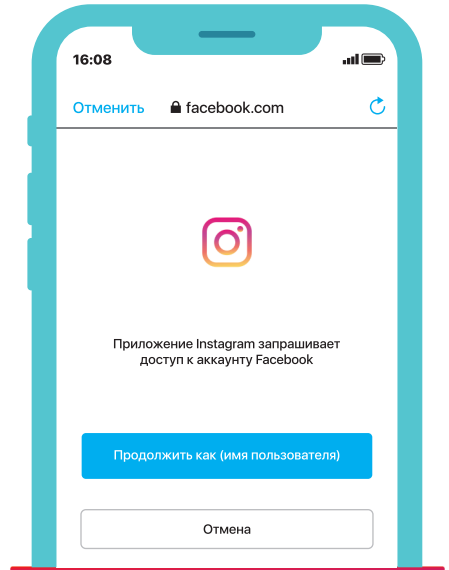 16:08
Отменить facebook.com
Приложение Instagram запрашивает
доступ к аккаунту Facebook
Продолжить как (имя пользователя)
Отмена